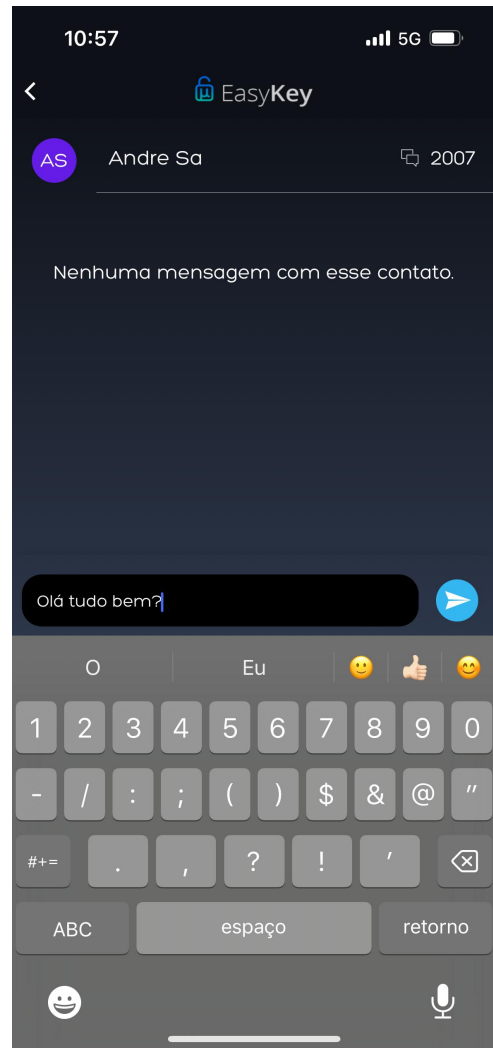 10:57
5G
EasyKey
AS Andre Sa 2007
Nenhuma mensagem com esse contato.
Olá tudo bem?
O Eu
1 2 3 4 5 6 7 8 9 0
- / : ; ( ) $ & @ "
#+= . , ? ! '
ABC espaço retorno